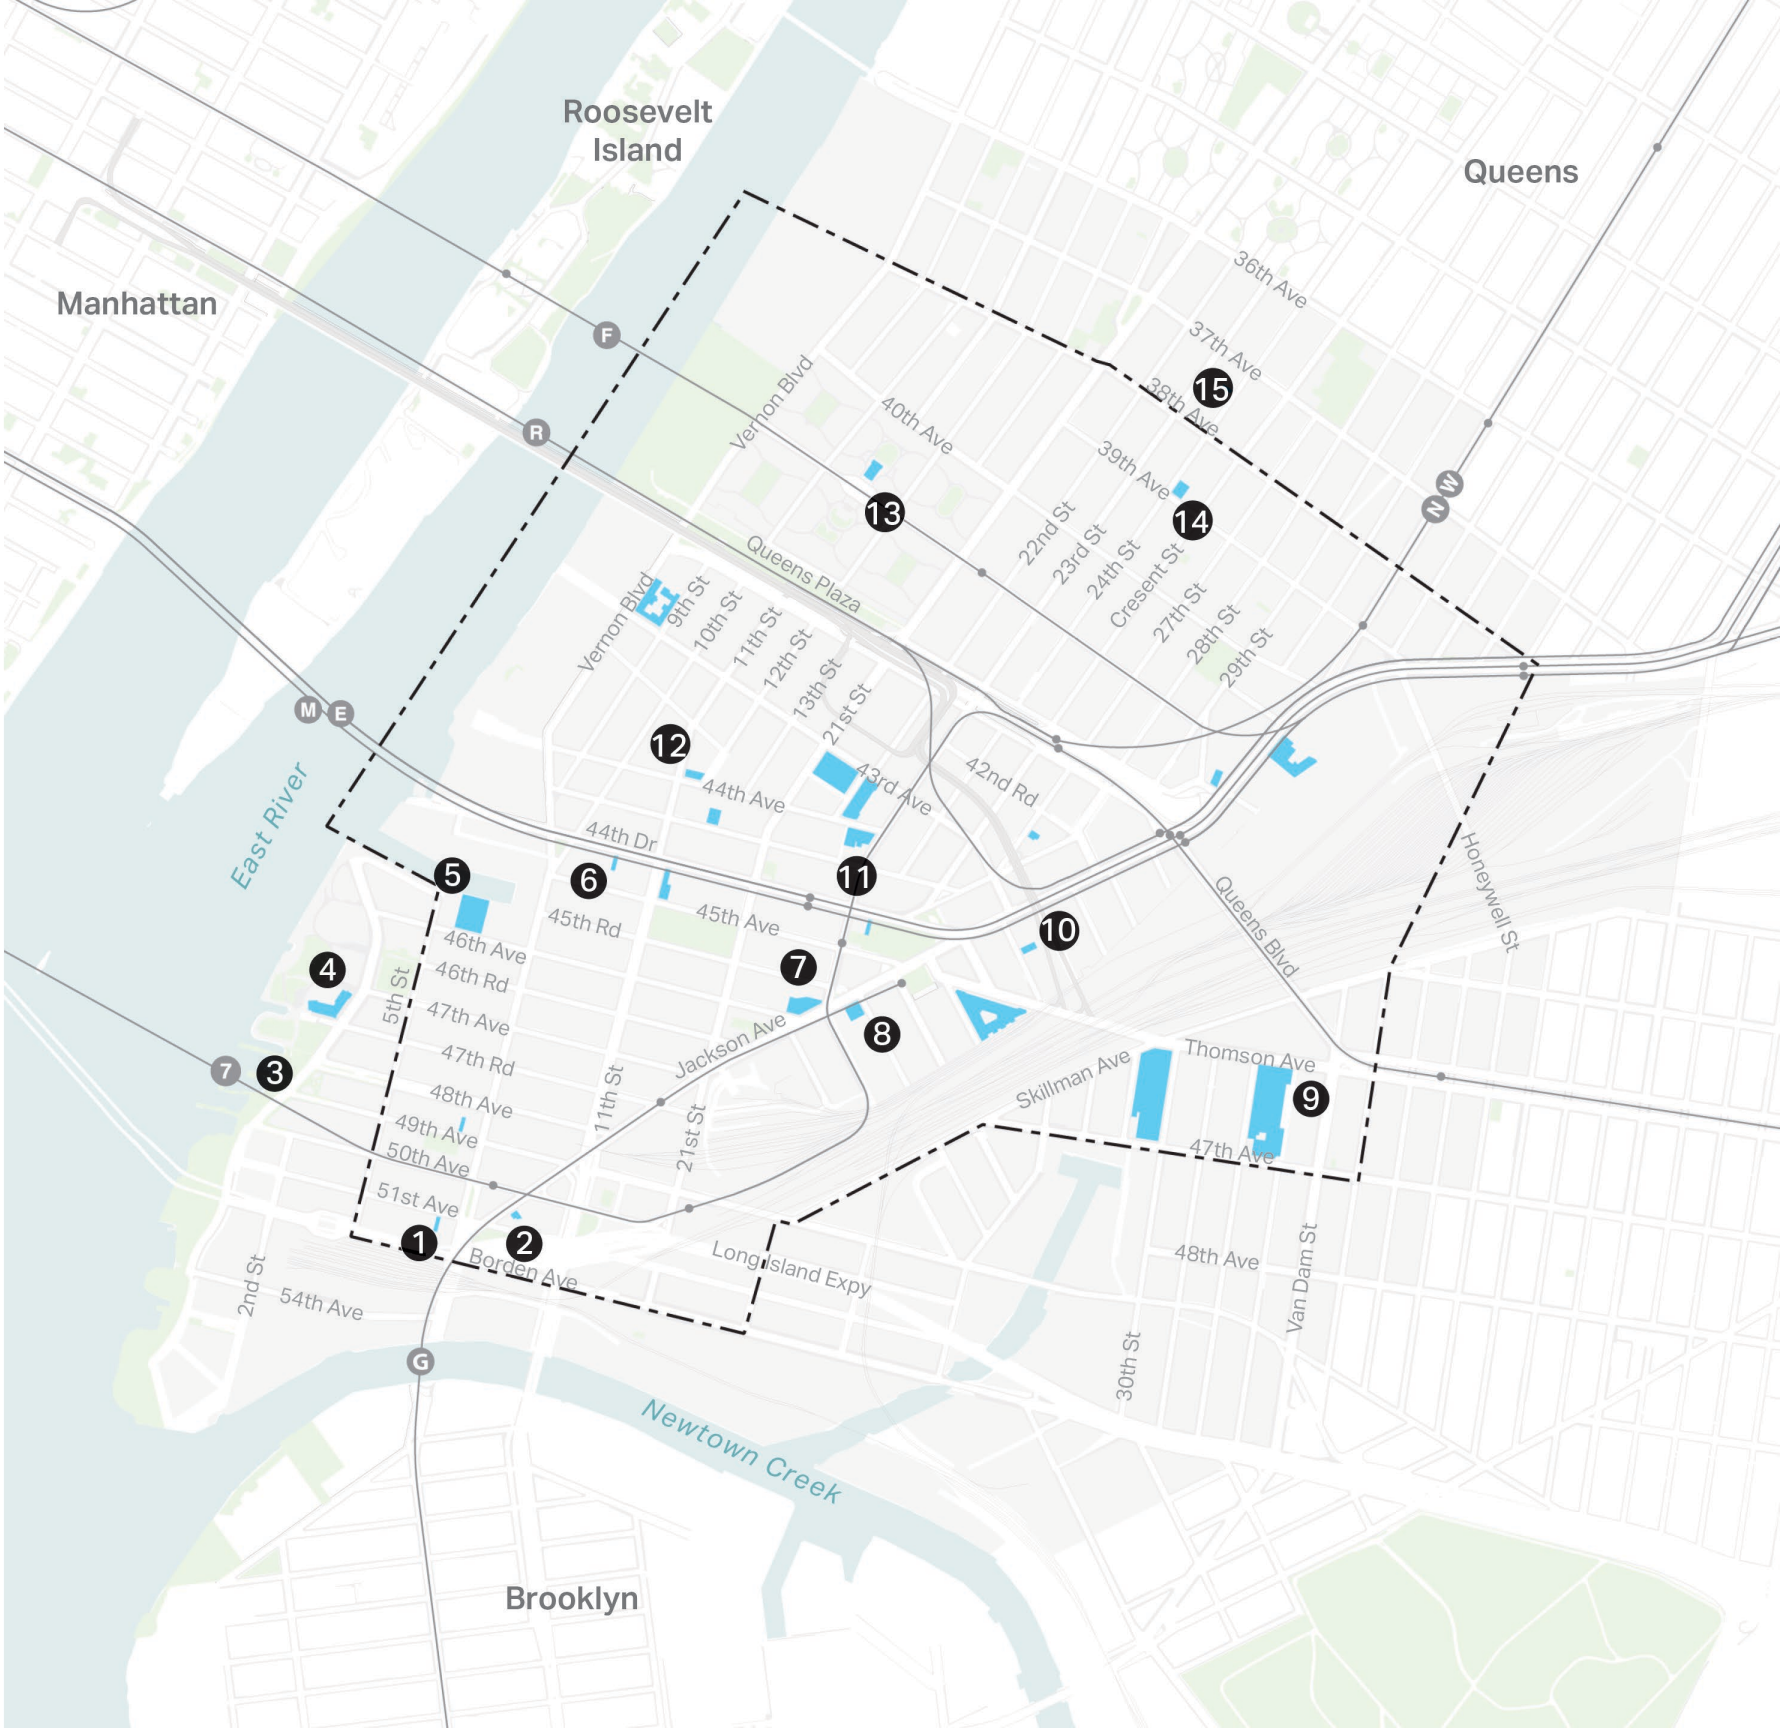 Roosevelt
Island
Queens
Manhattan
36th Ave
37th Ave
15
38th Ave
F
Vernon Blvd
40th Ave
R
39th Ave
W
N
13
14
22nd St
23rd St
24th St
Cresent St
27th St
28th St
29th St
Queens Plaza
Vernon Blvd
9th St
10th St
11th St
12th St
13th St
21st St
M
E
12
44th Ave
43rd Ave
42nd Rd
East River
44th Dr
5
6
11
Honeywell St
45th Rd
45th Ave
10
Queens Blvd
46th Ave
4
46th Rd
7
5th St
47th Ave
8
Jackson Ave
47th Rd
Thomson Ave
7
3
Skillman Ave
9
48th Ave
11th St
49th Ave
21st St
47th Ave
50th Ave
51st Ave
1
2
Borden Ave
Long Island Expy
48th Ave
Van Dam St
2nd St
54th Ave
30th St
G
Newtown Creek
Brooklyn